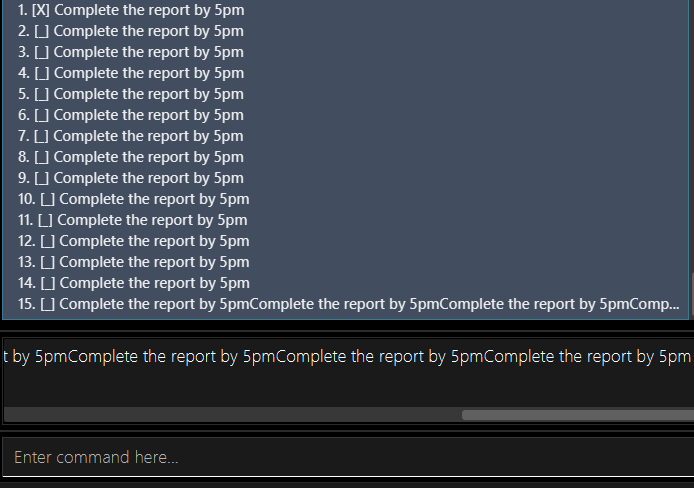 1. [X] Complete the report by 5pm
2. [_] Complete the report by 5pm
3. [_] Complete the report by 5pm
4. [_] Complete the report by 5pm
5. [_] Complete the report by 5pm
6. [_] Complete the report by 5pm
7. [_] Complete the report by 5pm
8. [_] Complete the report by 5pm
9. [_] Complete the report by 5pm
10. [_] Complete the report by 5pm
11. [_] Complete the report by 5pm
12. [_] Complete the report by 5pm
13. [_] Complete the report by 5pm
14. [_] Complete the report by 5pm
15. [_] Complete the report by 5pmComplete the report by 5pmComplete the report by 5pmComp...
t by 5pmComplete the report by 5pmComplete the report by 5pmComplete the report by 5pm
Enter command here...